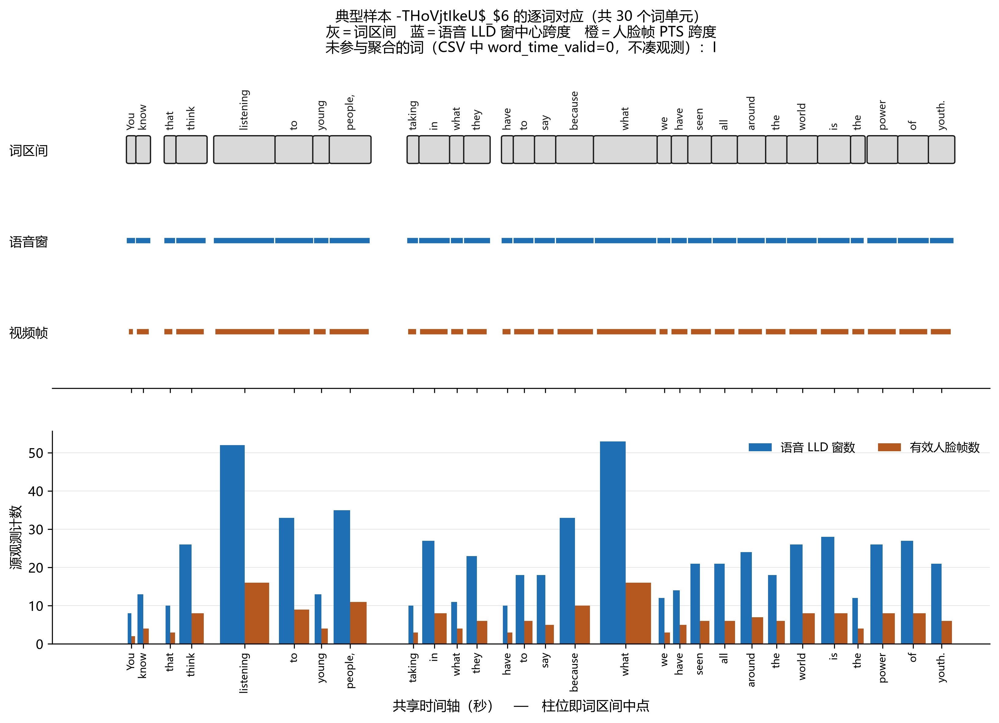 典型样本 -THoVjtIkeU$_$6 的逐词对应（共 30 个词单元）
灰＝词区间　蓝＝语音 LLD 窗中心跨度　橙＝人脸帧 PTS 跨度
未参与聚合的词（CSV 中 word_time_valid=0，不凑观测）：I
You know that think listening to young people, taking in what they have to say because what we have seen all around the world is the power of youth.
词区间
语音窗
视频帧
语音 LLD 窗数
有效人脸帧数
源观测计数
50
40
30
20
10
0
You know that think listening to young people, taking in what they have to say because what we have seen all around the world is the power of youth.
共享时间轴（秒）　—　柱位即词区间中点